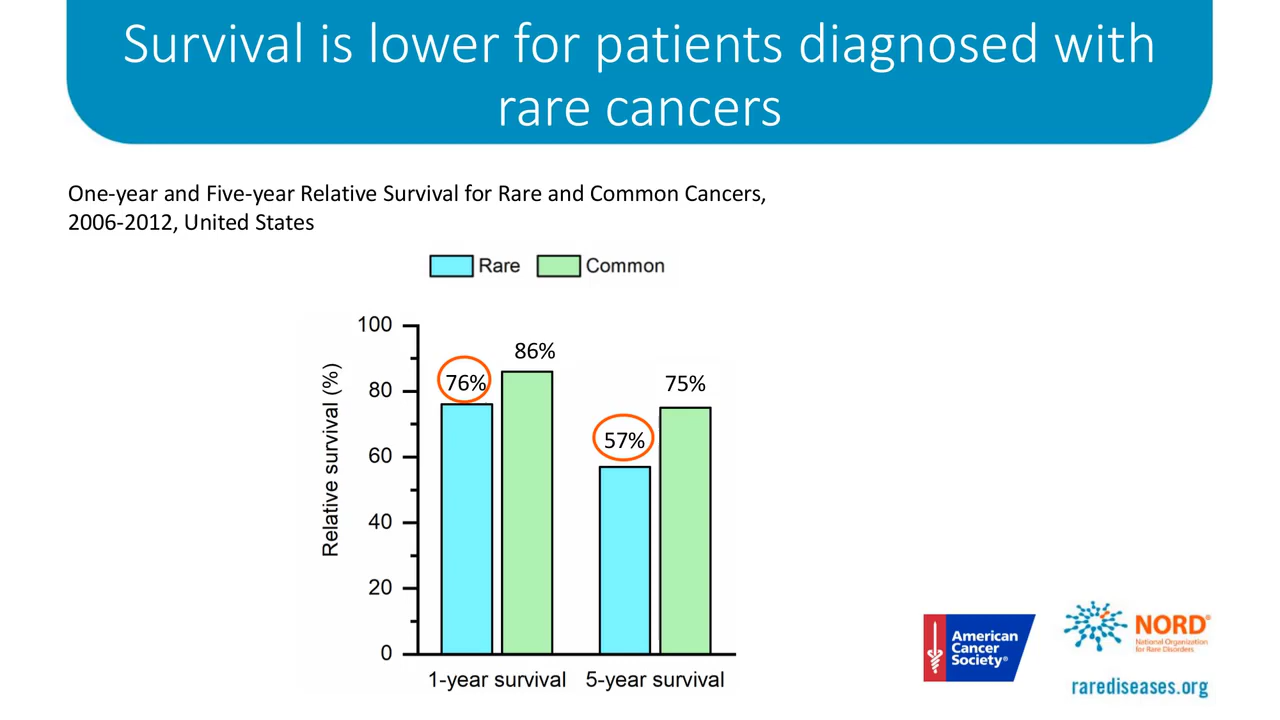 Survival is lower for patients diagnosed with
rare cancers
One-year and Five-year Relative Survival for Rare and Common Cancers,
2006-2012, United States
Rare
Common
Relative survival (%)
100
80
60
40
20
0
76%
86%
57%
75%
1-year survival
5-year survival
American
Cancer
Society®
NORD®
National Organization
for Rare Disorders
rarediseases.org